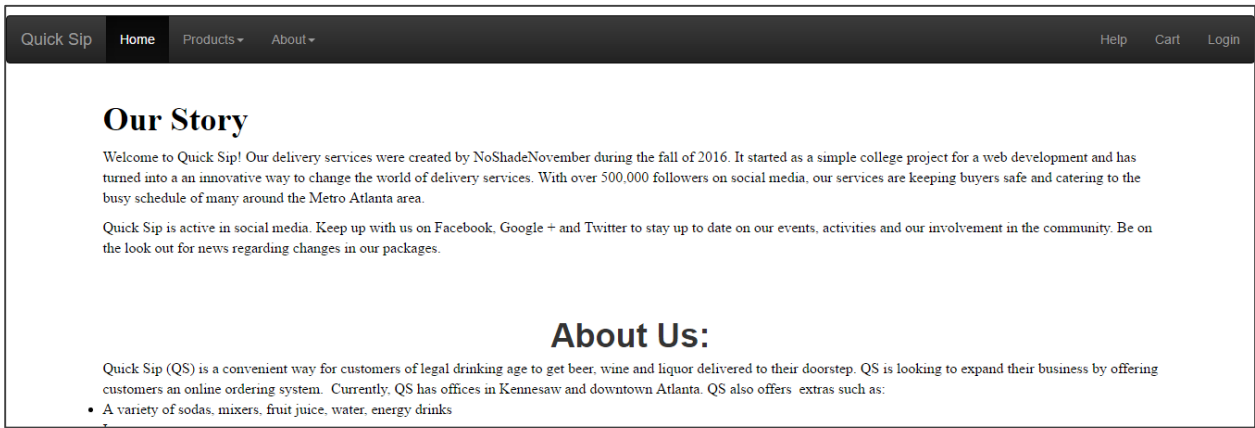 Quick Sip Home Products About Help Cart Login
Our Story
Welcome to Quick Sip! Our delivery services were created by NoShadeNovember during the fall of 2016. It started as a simple college project for a web development and has
turned into a an innovative way to change the world of delivery services. With over 500,000 followers on social media, our services are keeping buyers safe and catering to the
busy schedule of many around the Metro Atlanta area.
Quick Sip is active in social media. Keep up with us on Facebook, Google + and Twitter to stay up to date on our events, activities and our involvement in the community. Be on
the look out for news regarding changes in our packages.
About Us:
Quick Sip (QS) is a convenient way for customers of legal drinking age to get beer, wine and liquor delivered to their doorstep. QS is looking to expand their business by offering
customers an online ordering system. Currently, QS has offices in Kennesaw and downtown Atlanta. QS also offers extras such as:
• A variety of sodas, mixers, fruit juice, water, energy drinks